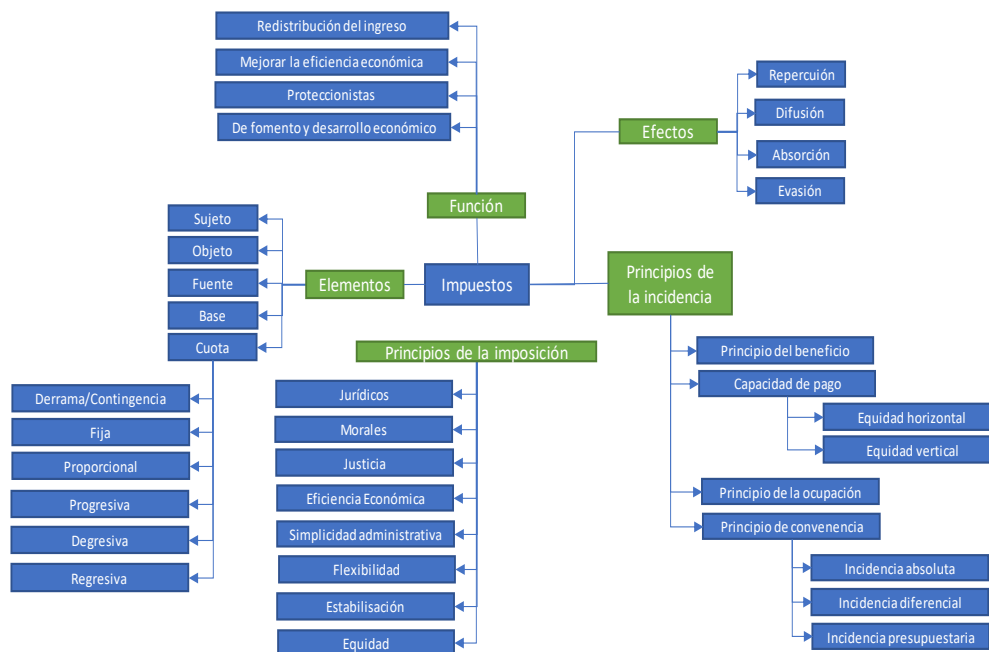 Redistribución del ingreso
Mejorar la eficiencia económica
Proteccionistas
De fomento y desarrollo económico
Función
Efectos
Repercuión
Difusión
Absorción
Evasión
Sujeto
Objeto
Fuente
Base
Cuota
Elementos
Impuestos
Principios de
la incidencia
Derrama/Contingencia
Fija
Proporcional
Progresiva
Degresiva
Regresiva
Principios de la imposición
Jurídicos
Morales
Justicia
Eficiencia Económica
Simplicidad administrativa
Flexibilidad
Estabilisación
Equidad
Principio del beneficio
Capacidad de pago
Equidad horizontal
Equidad vertical
Principio de la ocupación
Principio de convenencia
Incidencia absoluta
Incidencia diferencial
Incidencia presupuestaria